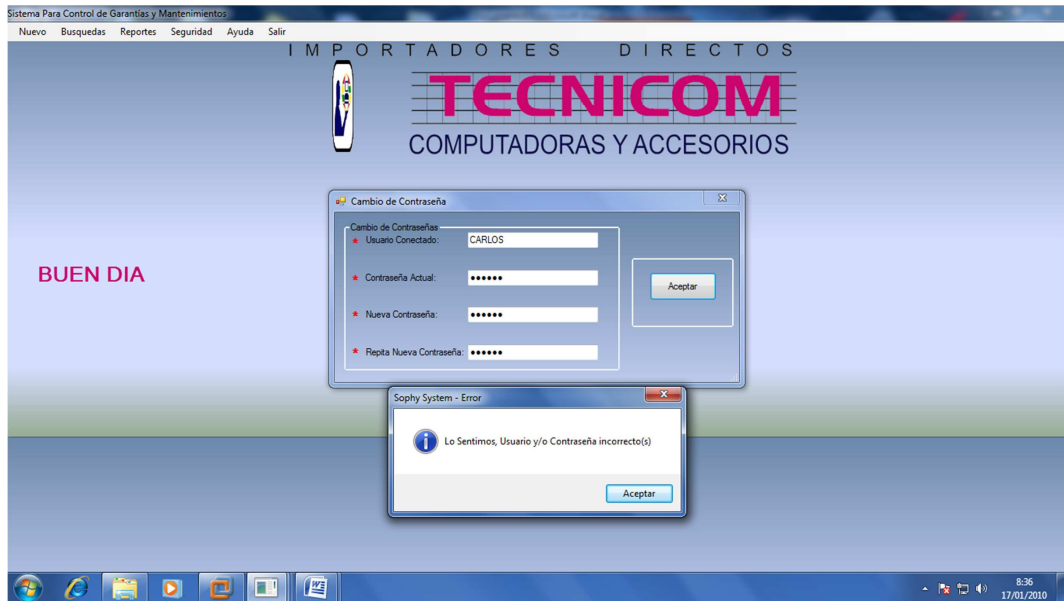 Sistema Para Control de Garantías y Mantenimientos
Nuevo Busquedas Reportes Seguridad Ayuda Salir
IMPORTADORES DIRECTOS
TECNICOM
COMPUTADORAS Y ACCESORIOS
Cambio de Contraseña
Cambio de Contraseñas
* Usuario Conectado: CARLOS
* Contraseña Actual: ●●●●●●
* Nueva Contraseña: ●●●●●●
* Repita Nueva Contraseña: ●●●●●●
Aceptar
BUEN DIA
Sophy System - Error
Lo Sentimos, Usuario y/o Contraseña incorrecto(s)
Aceptar
8:36
17/01/2010